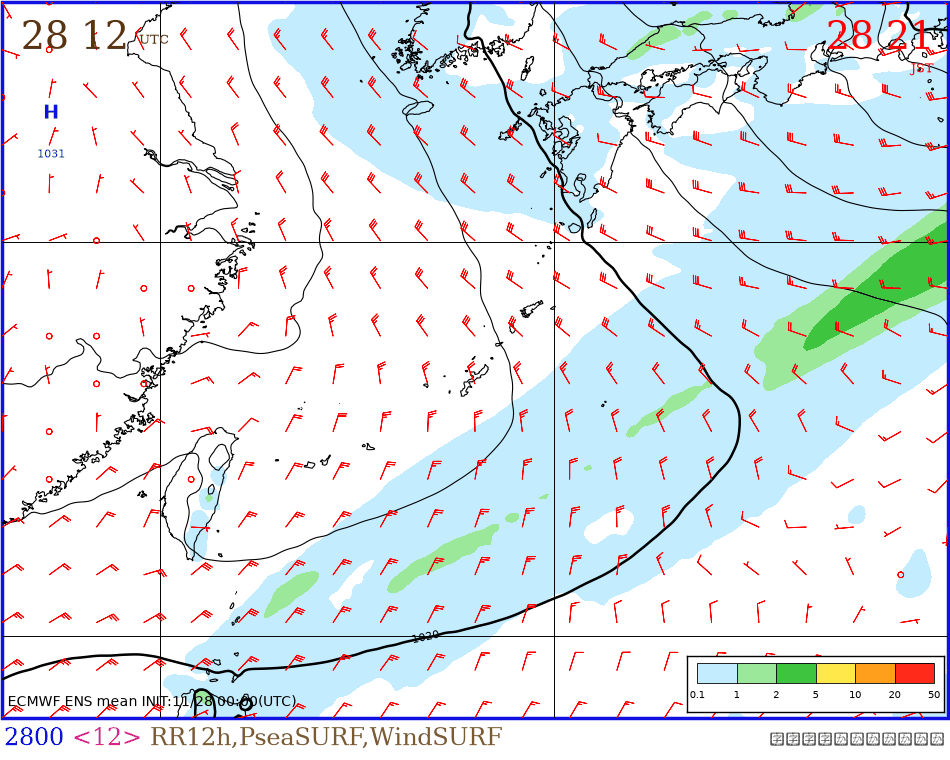 28 12 UTC
28 21
JST
H
1031
1020
ECMWF ENS mean INIT:11/28 00:00(UTC)
0.1 1 2 5 10 20 50
2800 <12> RR12h,PseaSURF,WindSURF